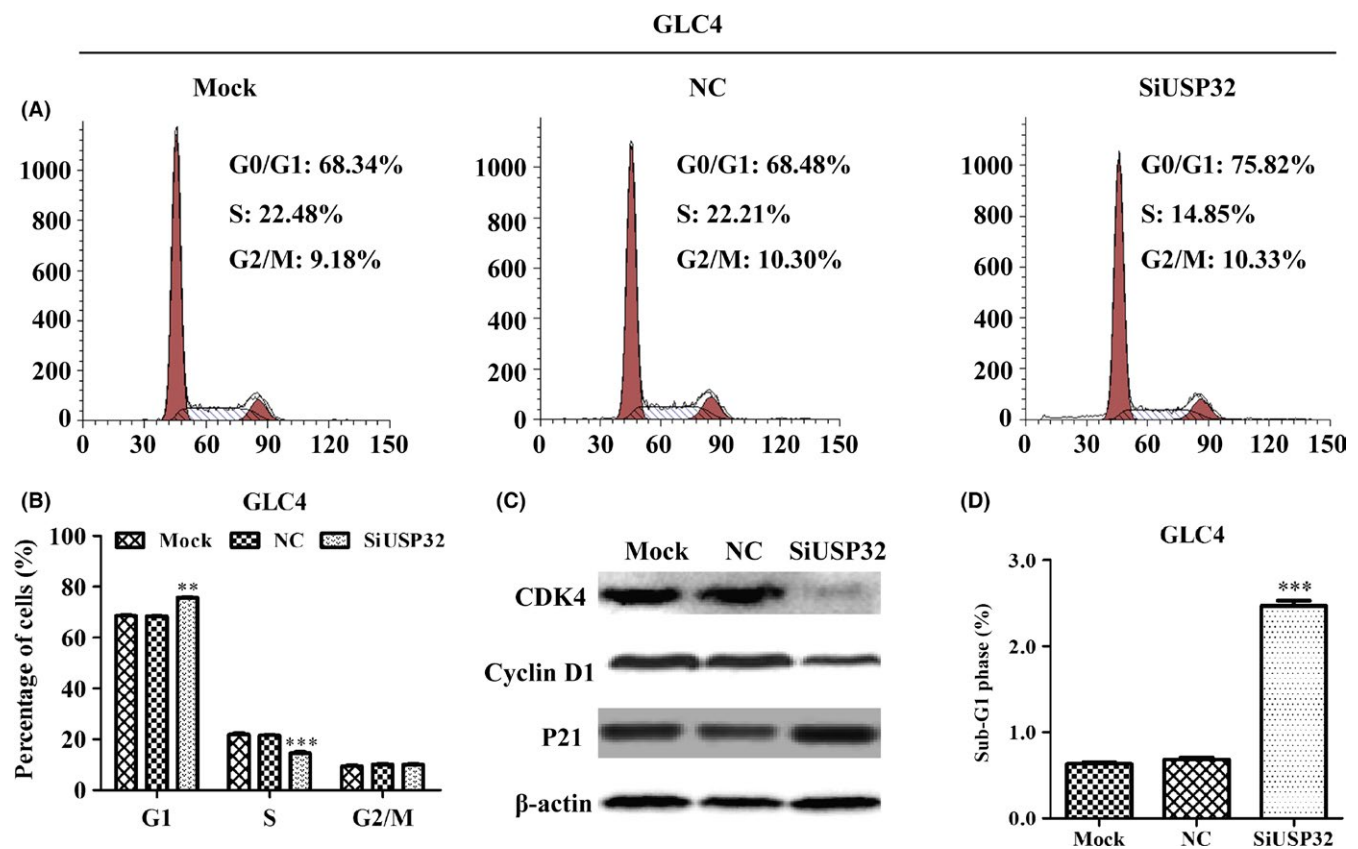 GLC4
Mock
NC
SiUSP32
(A)
1000
800
600
400
200
0
0 30 60 90 120 150
G0/G1: 68.34%
S: 22.48%
G2/M: 9.18%
1000
800
600
400
200
0
0 30 60 90 120 150
G0/G1: 68.48%
S: 22.21%
G2/M: 10.30%
1000
800
600
400
200
0
0 30 60 90 120 150
G0/G1: 75.82%
S: 14.85%
G2/M: 10.33%
(B)
GLC4
Mock NC SiUSP32
Percentage of cells (%)
100
80
60
40
20
0
**
***
G1 S G2/M
(C)
Mock NC SiUSP32
CDK4
Cyclin D1
P21
β-actin
(D)
GLC4
Sub-G1 phase (%)
3.0
2.0
1.0
0.0
***
Mock NC SiUSP32